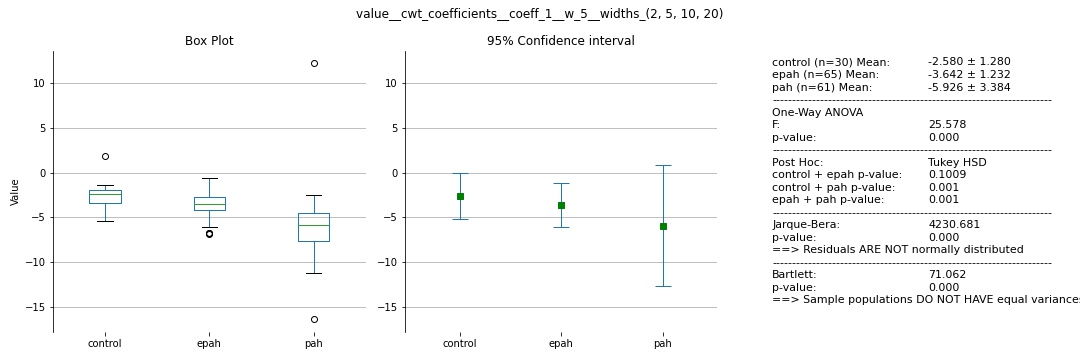 value__cwt_coefficients__coeff_1__w_5__widths_(2, 5, 10, 20)
Box Plot
Value
10
5
0
−5
−10
−15
control
epah
pah
95% Confidence interval
10
5
0
−5
−10
−15
control
epah
pah
control (n=30) Mean: -2.580 ± 1.280
epah (n=65) Mean: -3.642 ± 1.232
pah (n=61) Mean: -5.926 ± 3.384
One-Way ANOVA
F: 25.578
p-value: 0.000
Post Hoc: Tukey HSD
control + epah p-value: 0.1009
control + pah p-value: 0.001
epah + pah p-value: 0.001
Jarque-Bera: 4230.681
p-value: 0.000
==> Residuals ARE NOT normally distributed
Bartlett: 71.062
p-value: 0.000
==> Sample populations DO NOT HAVE equal variances